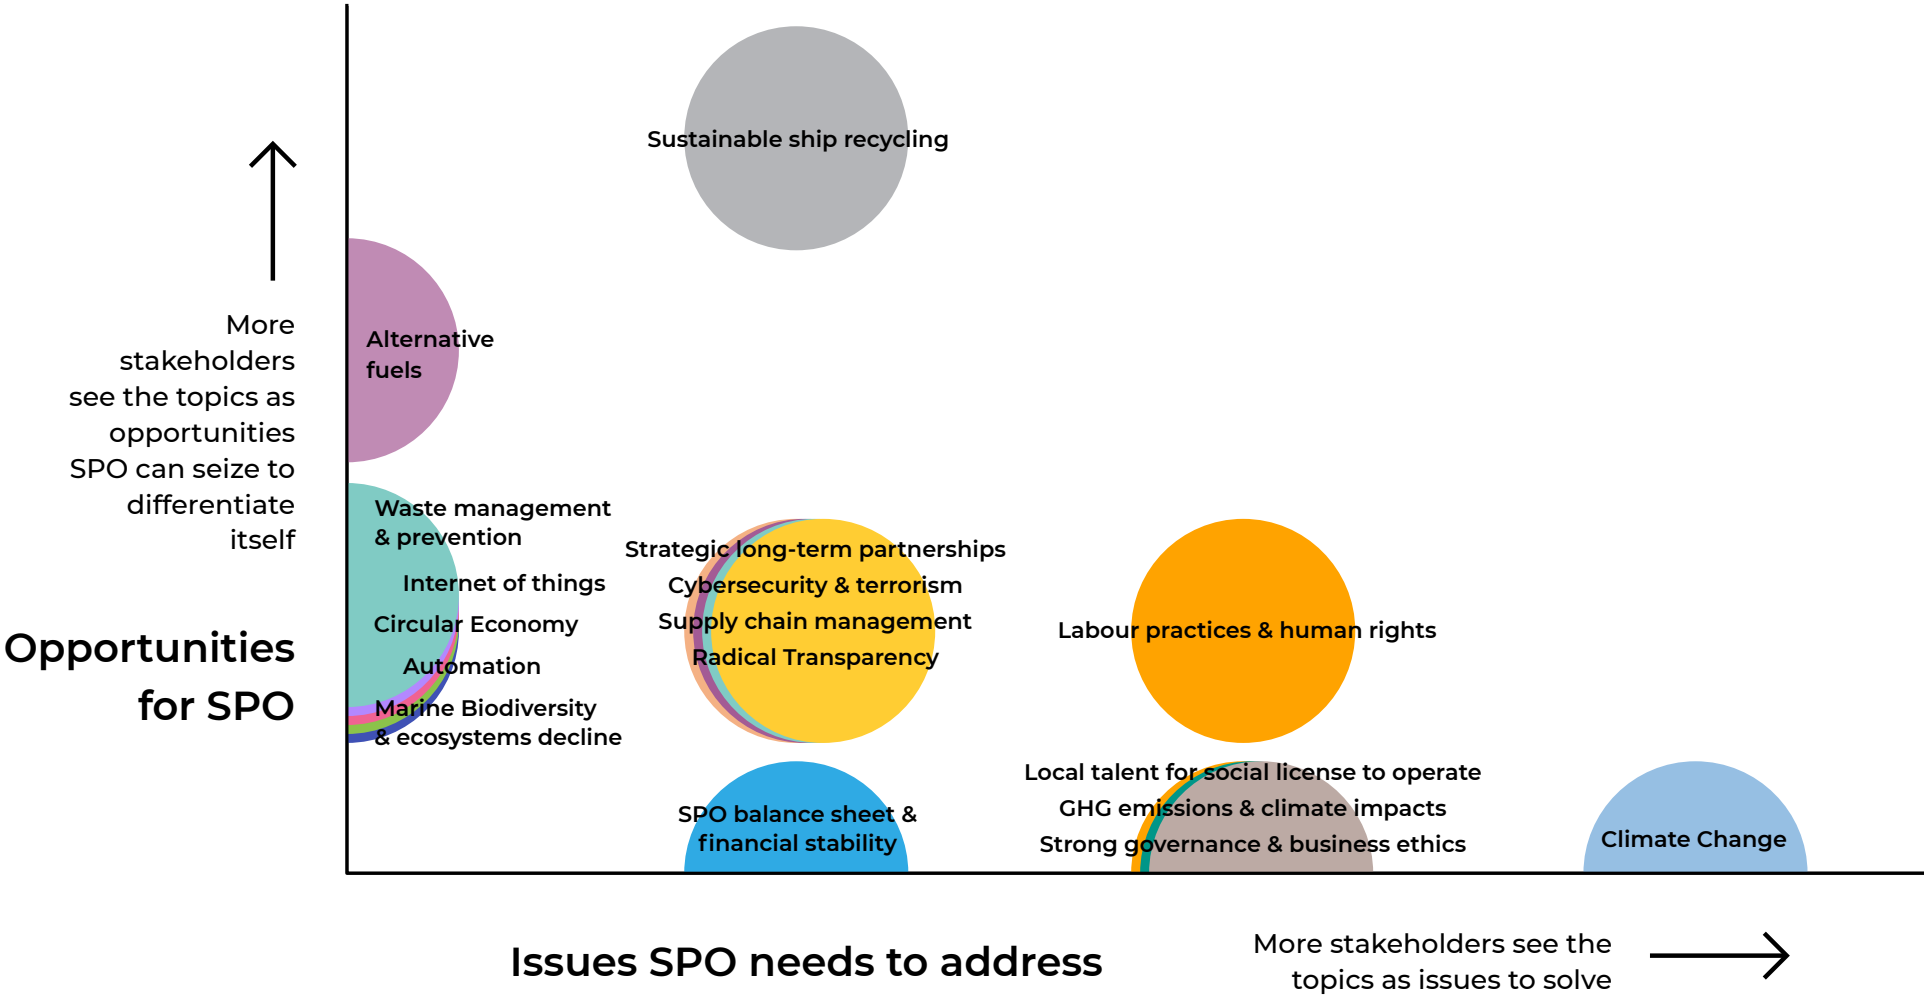 Sustainable ship recycling
More
stakeholders
see the topics as
opportunities
SPO can seize to
differentiate
itself
Opportunities
for SPO
Alternative
fuels
Waste management
& prevention
Internet of things
Circular Economy
Automation
Marine Biodiversity
& ecosystems decline
Strategic long-term partnerships
Cybersecurity & terrorism
Supply chain management
Radical Transparency
Labour practices & human rights
SPO balance sheet &
financial stability
Local talent for social license to operate
GHG emissions & climate impacts
Strong governance & business ethics
Climate Change
Issues SPO needs to address
More stakeholders see the
topics as issues to solve